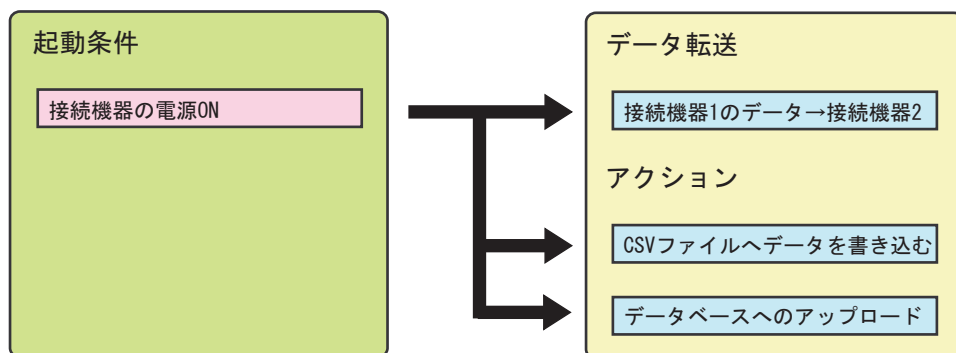 起動条件
接続機器の電源ON
データ転送
接続機器1のデータ→接続機器2
アクション
CSVファイルへデータを書き込む
データベースへのアップロード